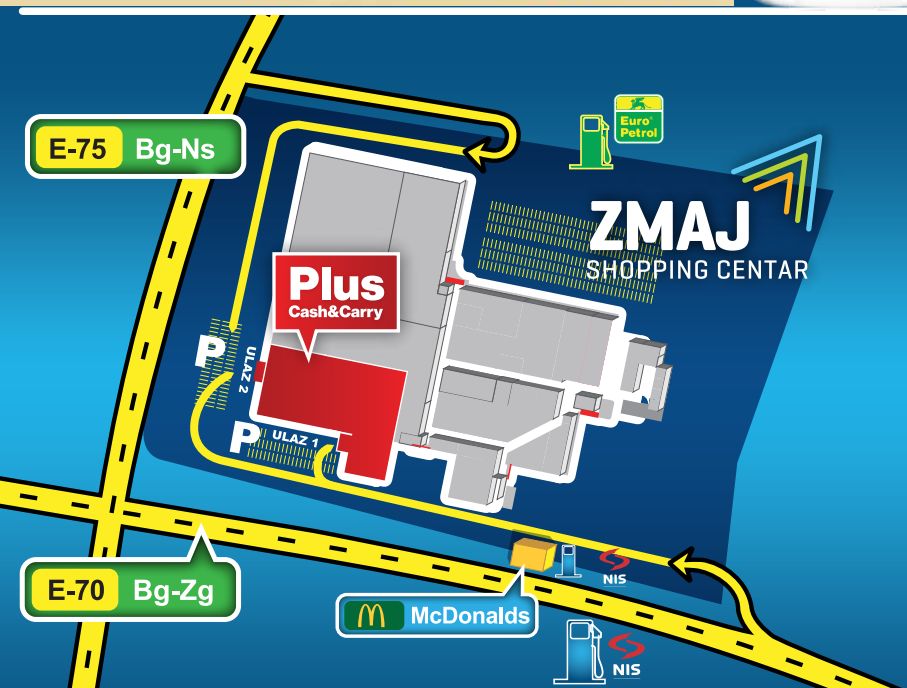 Euro
Petrol
E-75 Bg-Ns
ZMAJ
SHOPPING CENTAR
Plus
Cash&Carry
P
ULAZ 2
P
ULAZ 1
E-70 Bg-Zg
NIS
McDonalds
NIS